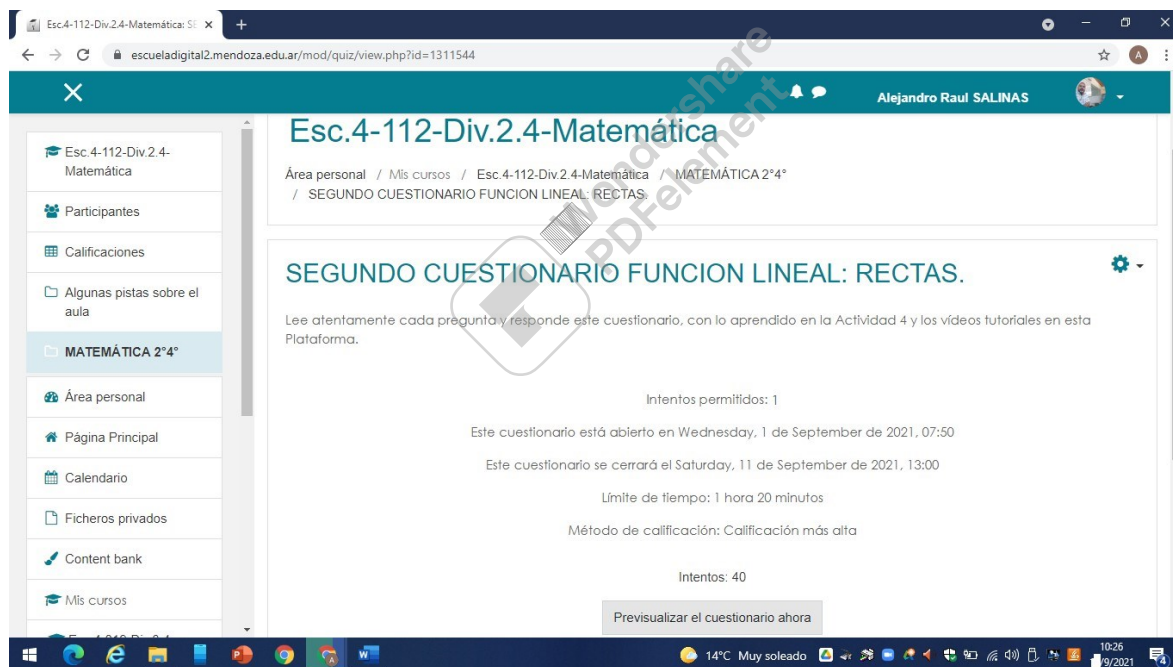 Esc.4-112-Div.2.4-Matemática: SE
escueladigital2.mendoza.edu.ar/mod/quiz/view.php?id=1311544
A
Alejandro Raul SALINAS
Esc.4-112-Div.2.4-
Matemática
Participantes
Calificaciones
Algunas pistas sobre el
aula
MATEMÁTICA 2°4°
Área personal
Página Principal
Calendario
Ficheros privados
Content bank
Mis cursos
Esc.4-112-Div.2.4-Matemática
Área personal / Mis cursos / Esc.4-112-Div.2.4-Matemática / MATEMÁTICA 2°4°
/ SEGUNDO CUESTIONARIO FUNCION LINEAL: RECTAS.
SEGUNDO CUESTIONARIO FUNCION LINEAL: RECTAS.
Lee atentamente cada pregunta y responde este cuestionario, con lo aprendido en la Actividad 4 y los vídeos tutoriales en esta
Plataforma.
Intentos permitidos: 1
Este cuestionario está abierto en Wednesday, 1 de September de 2021, 07:50
Este cuestionario se cerrará el Saturday, 11 de September de 2021, 13:00
Límite de tiempo: 1 hora 20 minutos
Método de calificación: Calificación más alta
Intentos: 40
Previsualizar el cuestionario ahora
Wondershare
PDFelement
14°C Muy soleado
10:26
/9/2021